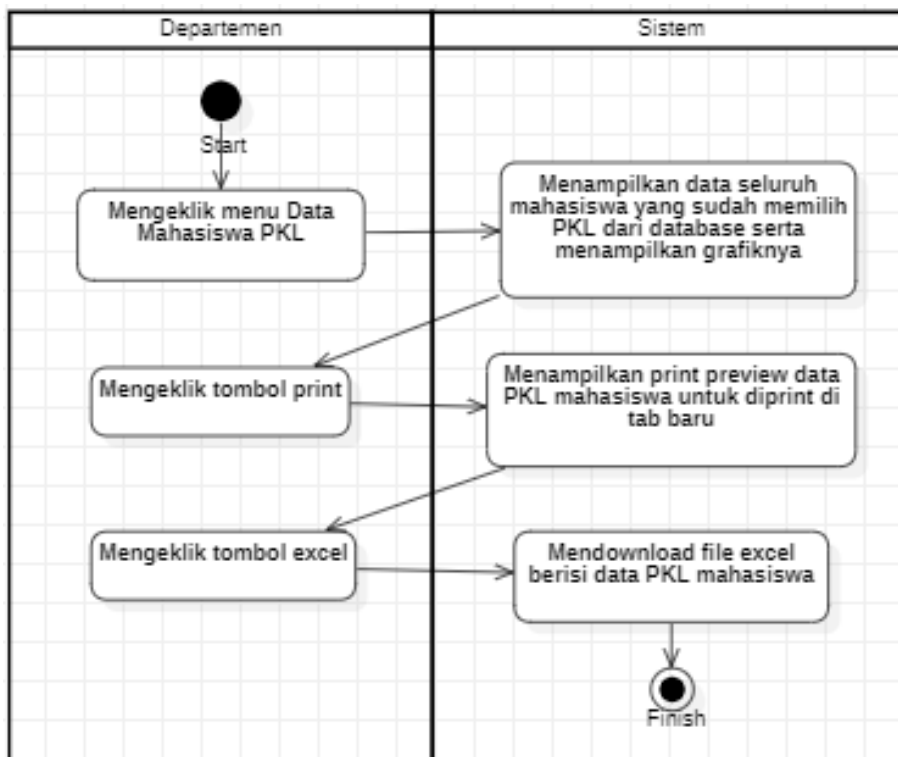 Departemen
Sistem
Start
Mengeklik menu Data
Mahasiswa PKL
Menampilkan data seluruh
mahasiswa yang sudah memilih
PKL dari database serta
menampilkan grafiknya
Mengeklik tombol print
Menampilkan print preview data
PKL mahasiswa untuk diprint di
tab baru
Mengeklik tombol excel
Mendownload file excel
berisi data PKL mahasiswa
Finish